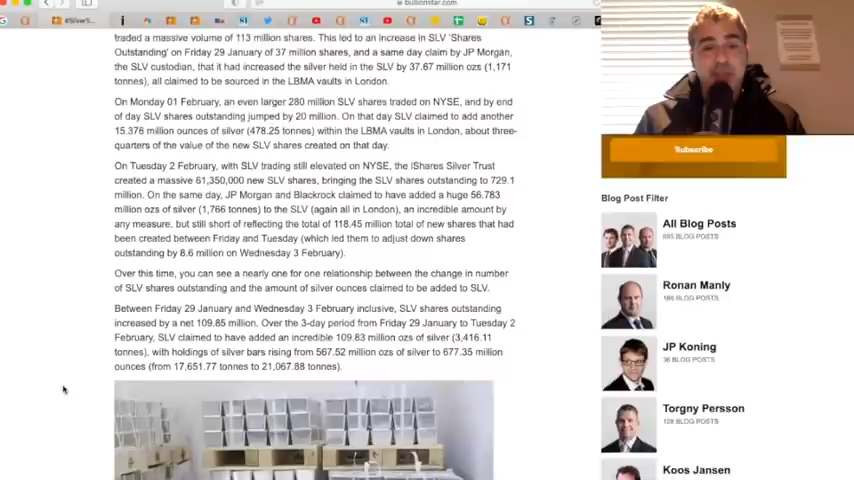 bullionstar.com
#SilverS...
traded a massive volume of 113 million shares. This led to an increase in SLV 'Shares
Outstanding' on Friday 29 January of 37 million shares, and a same day claim by JP Morgan,
the SLV custodian, that it had increased the silver held in the SLV by 37.67 million ozs (1,171
tonnes), all claimed to be sourced in the LBMA vaults in London.
On Monday 01 February, an even larger 280 million SLV shares traded on NYSE, and by end
of day SLV shares outstanding jumped by 20 million. On that day SLV claimed to add another
15.376 million ounces of silver (478.25 tonnes) within the LBMA vaults in London, about three-
quarters of the value of the new SLV shares created on that day.
On Tuesday 2 February, with SLV trading still elevated on NYSE, the iShares Silver Trust
created a massive 61,350,000 new SLV shares, bringing the SLV shares outstanding to 729.1
million. On the same day, JP Morgan and Blackrock claimed to have added a huge 56.783
million ozs of silver (1,766 tonnes) to the SLV (again all in London), an incredible amount by
any measure, but still short of reflecting the total of 118.45 million total of new shares that had
been created between Friday and Tuesday (which led them to adjust down shares
outstanding by 8.6 million on Wednesday 3 February).
Over this time, you can see a nearly one for one relationship between the change in number
of SLV shares outstanding and the amount of silver ounces claimed to be added to SLV.
Between Friday 29 January and Wednesday 3 February inclusive, SLV shares outstanding
increased by a net 109.85 million. Over the 3-day period from Friday 29 January to Tuesday 2
February, SLV claimed to have added an incredible 109.83 million ozs of silver (3,416.11
tonnes), with holdings of silver bars rising from 567.52 million ozs of silver to 677.35 million
ounces (from 17,651.77 tonnes to 21,067.88 tonnes).
Subscribe
Blog Post Filter
All Blog Posts
BLOG POSTS
Ronan Manly
BLOG POSTS
JP Koning
BLOG POSTS
Torgny Persson
BLOG POSTS
Koos Jansen